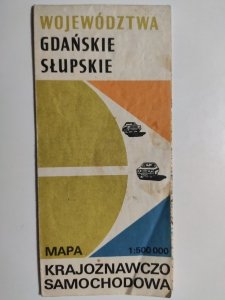 WOJEWÓDZTWA
GDAŃSKIE
SŁUPSKIE
MAPA 1:500 000
KRAJOZNAWCZO
SAMOCHODOWA